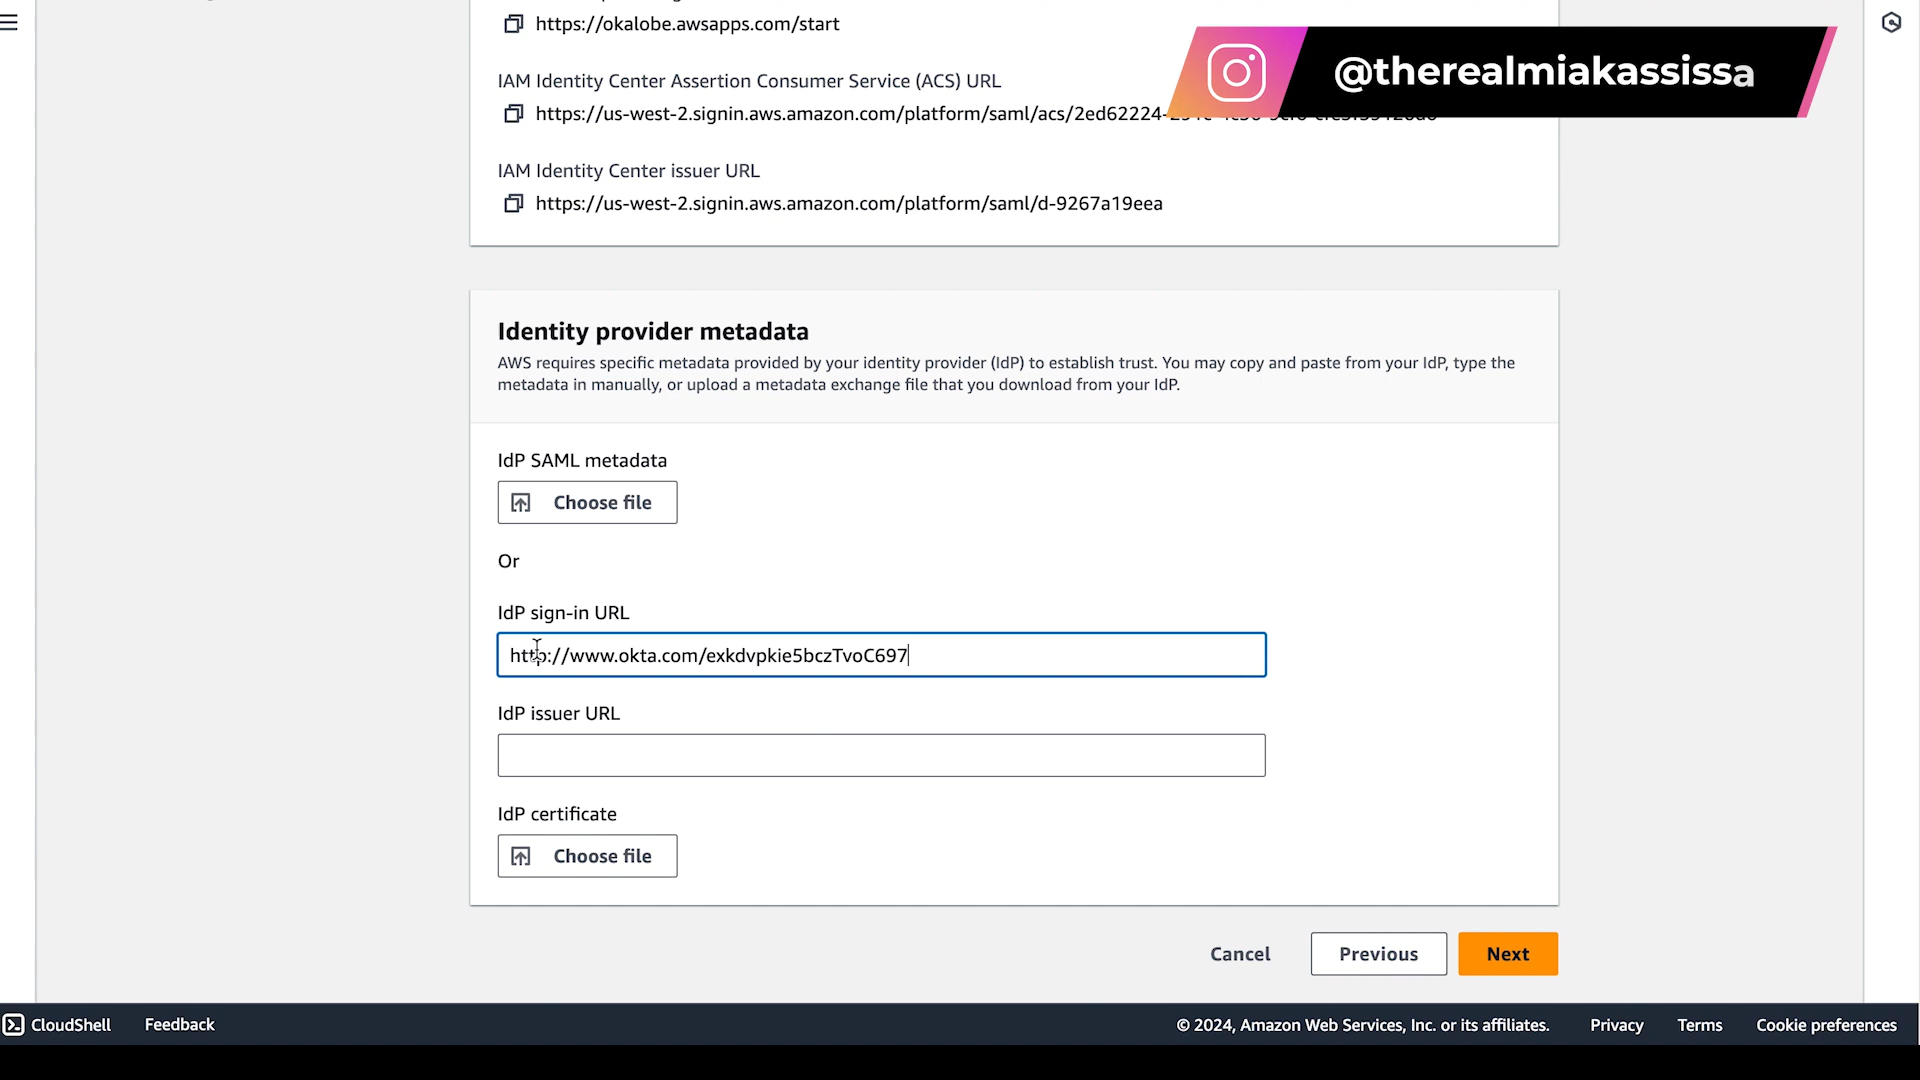 https://okalobe.awsapps.com/start
@therealmiakassissa
IAM Identity Center Assertion Consumer Service (ACS) URL
https://us-west-2.signin.aws.amazon.com/platform/saml/acs/2ed62224-
IAM Identity Center issuer URL
https://us-west-2.signin.aws.amazon.com/platform/saml/d-9267a19eea
Identity provider metadata
AWS requires specific metadata provided by your identity provider (IdP) to establish trust. You may copy and paste from your IdP, type the
metadata in manually, or upload a metadata exchange file that you download from your IdP.
IdP SAML metadata
Choose file
Or
IdP sign-in URL
http://www.okta.com/exkdvpkie5bczTvoC697
IdP issuer URL
IdP certificate
Choose file
Cancel
Previous
Next
CloudShell
Feedback
© 2024, Amazon Web Services, Inc. or its affiliates.
Privacy
Terms
Cookie preferences